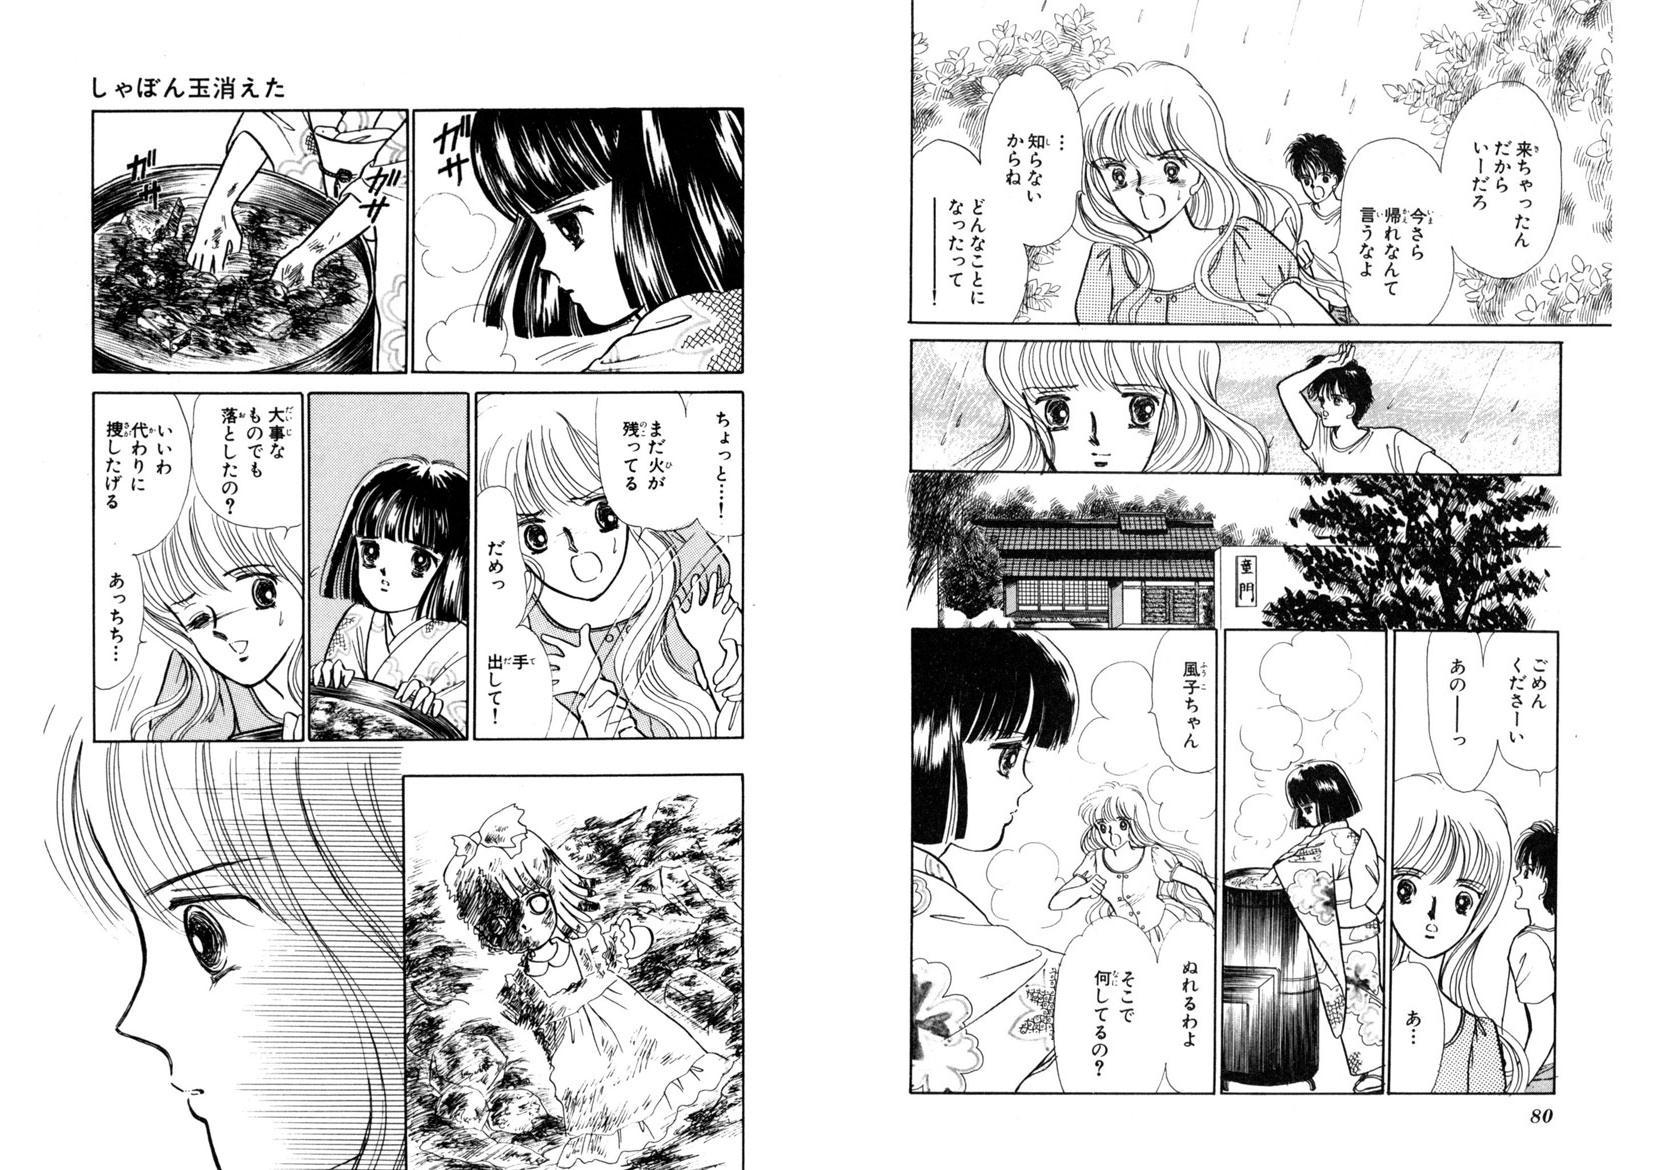 来ちゃったん
だから
いーだろ
今さら
帰れなんて
言うなよ
…
知らない
からね
どんなことに
なったって
――!
童門
ごめん
くださーい
あのーーっ
あ…
風子ちゃん
ぬれるわよ
そこで
何してるの?
80
しゃぼん玉消えた
ガサ
ガサ
ガサ
ちょっと……!
まだ火が
残ってる
だめっ
手
出して!
大事な
ものでも
落としたの?
いいわ
代わりに
捜したげる
あっちち…